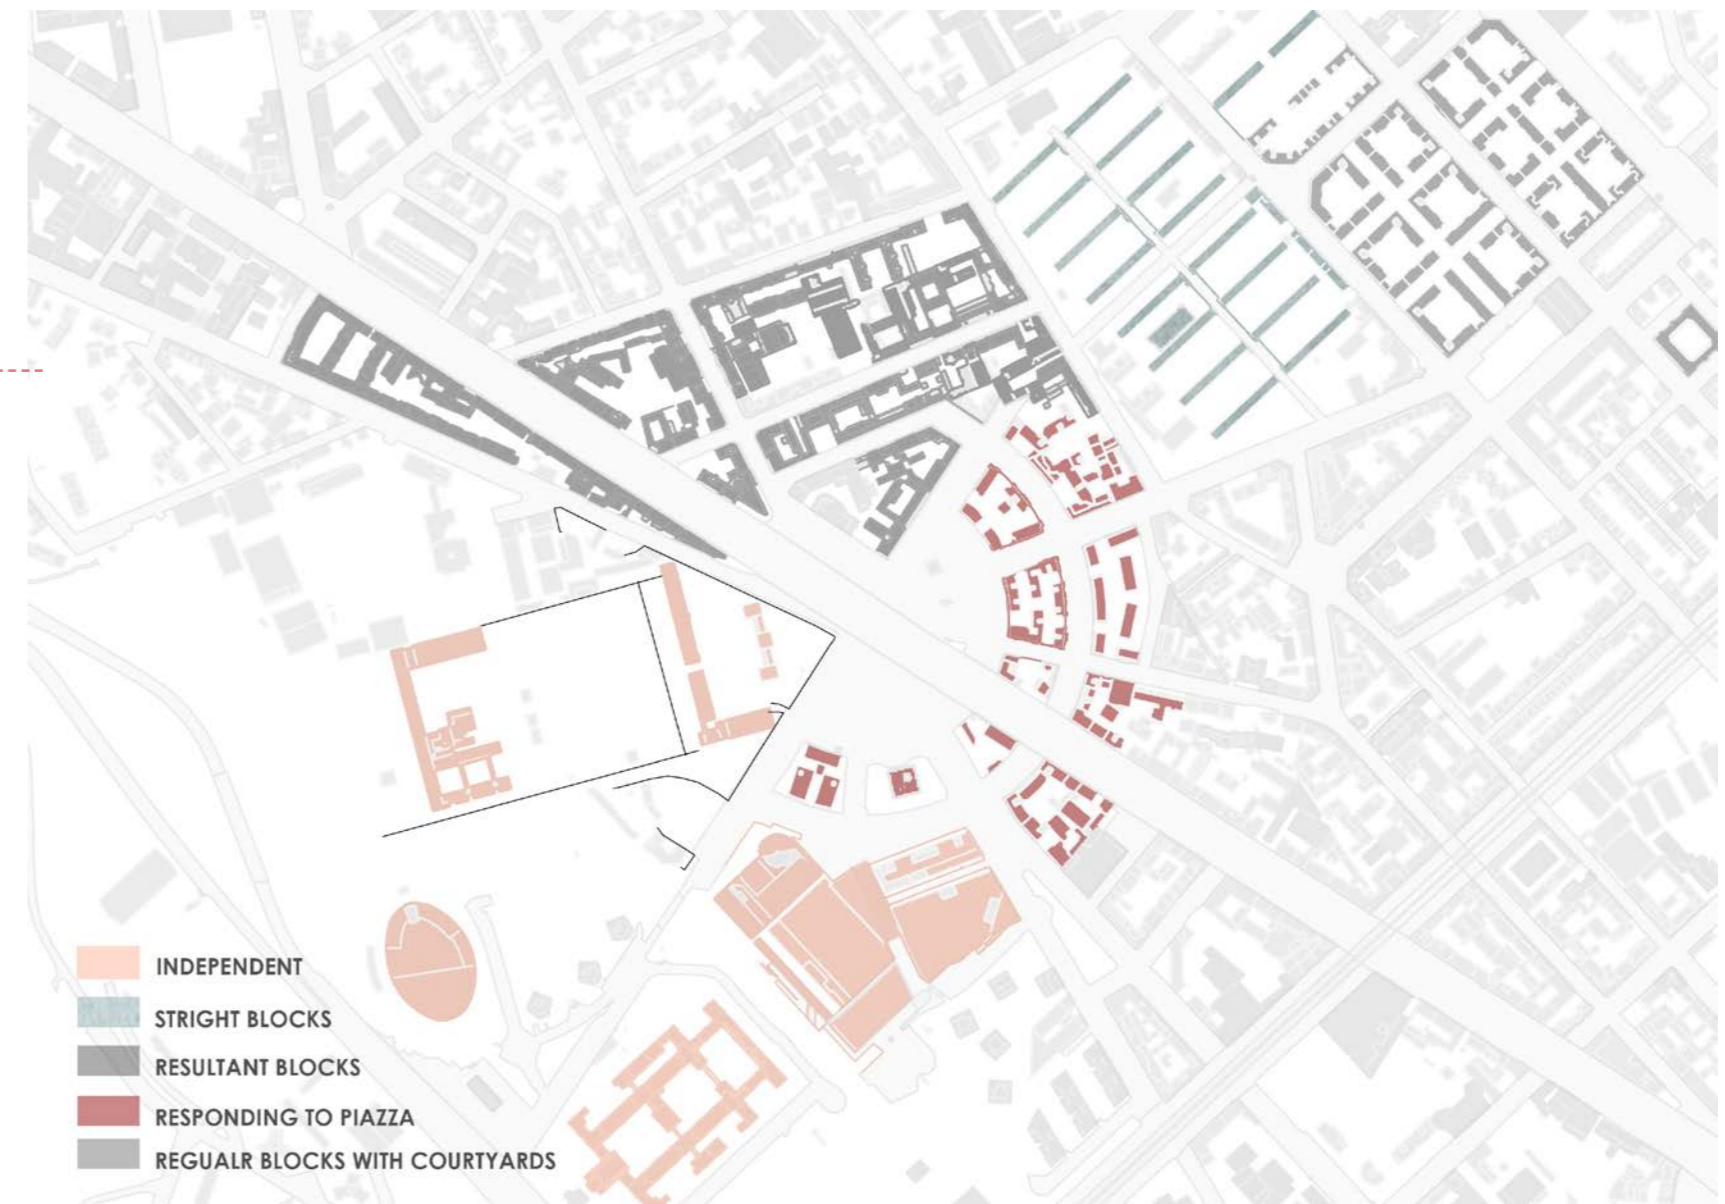 INDEPENDENT
STRIGHT BLOCKS
RESULTANT BLOCKS
RESPONDING TO PIAZZA
REGUALR BLOCKS WITH COURTYARDS